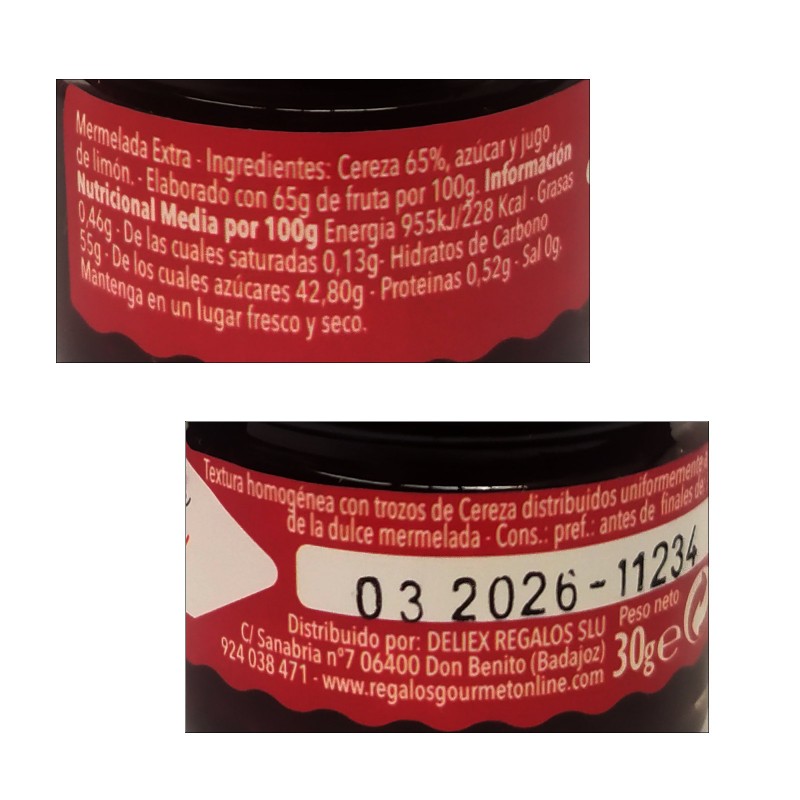 Mermelada Extra - Ingredientes: Cereza 65%, azúcar y jugo
de limón. - Elaborado con 65g de fruta por 100g. Información
Nutricional Media por 100g Energia 955kJ/228 Kcal - Grasas
0,46g - De las cuales saturadas 0,13g- Hidratos de Carbono
55g - De los cuales azúcares 42,80g - Proteinas 0,52g - Sal 0g.
Mantenga en un lugar fresco y seco.
Textura homogénea con trozos de Cereza distribuidos uniformemente
de la dulce mermelada - Cons.: pref.: antes de finales de:
03 2026-11234
Distribuido por: DELIEX REGALOS SLU
C/ Sanabria nº7 06400 Don Benito (Badajoz)
924 038 471 - www.regalosgourmetonline.com
Peso neto
30g e